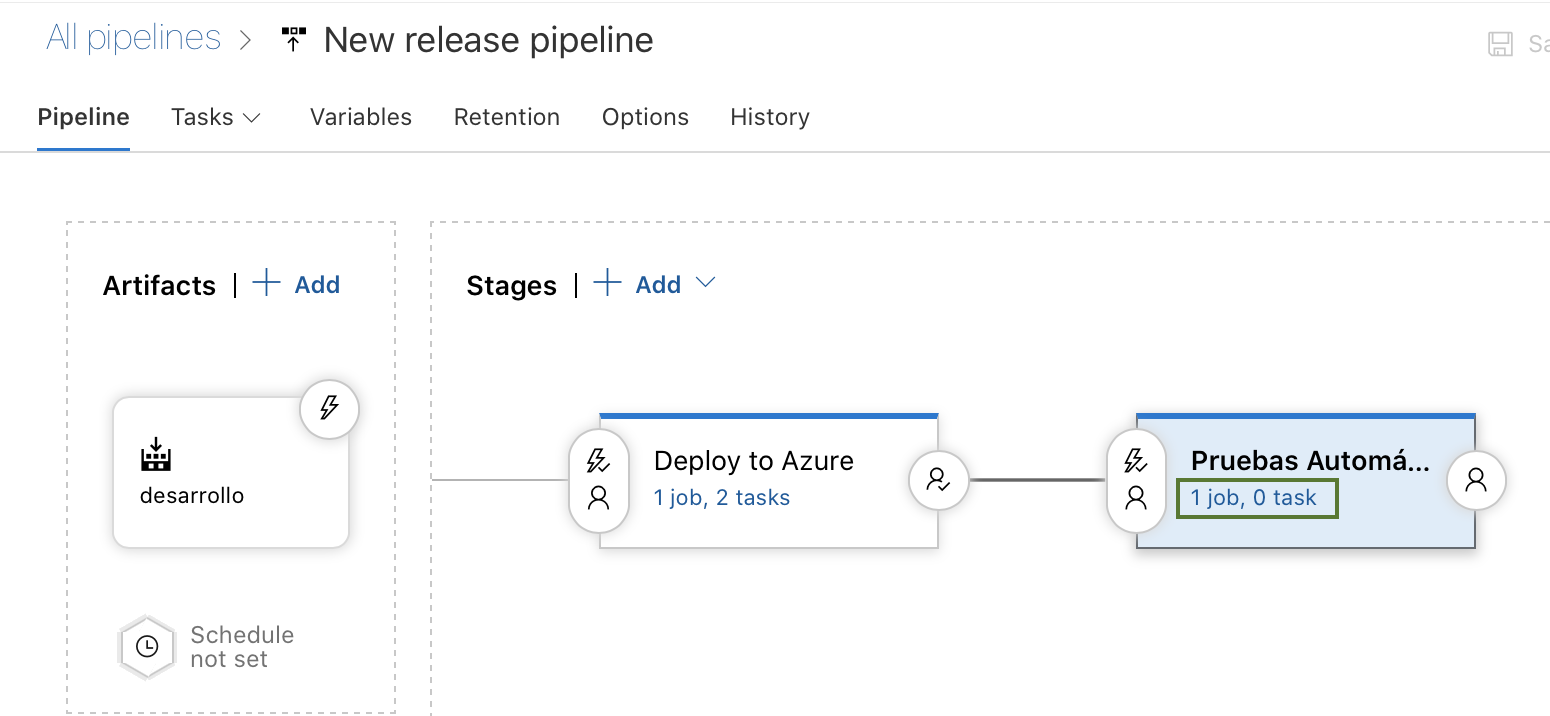 All pipelines > New release pipeline
Pipeline Tasks Variables Retention Options History
Artifacts | + Add
Stages | + Add
desarrollo
Deploy to Azure
1 job, 2 tasks
Pruebas Automá...
1 job, 0 task
Schedule
not set